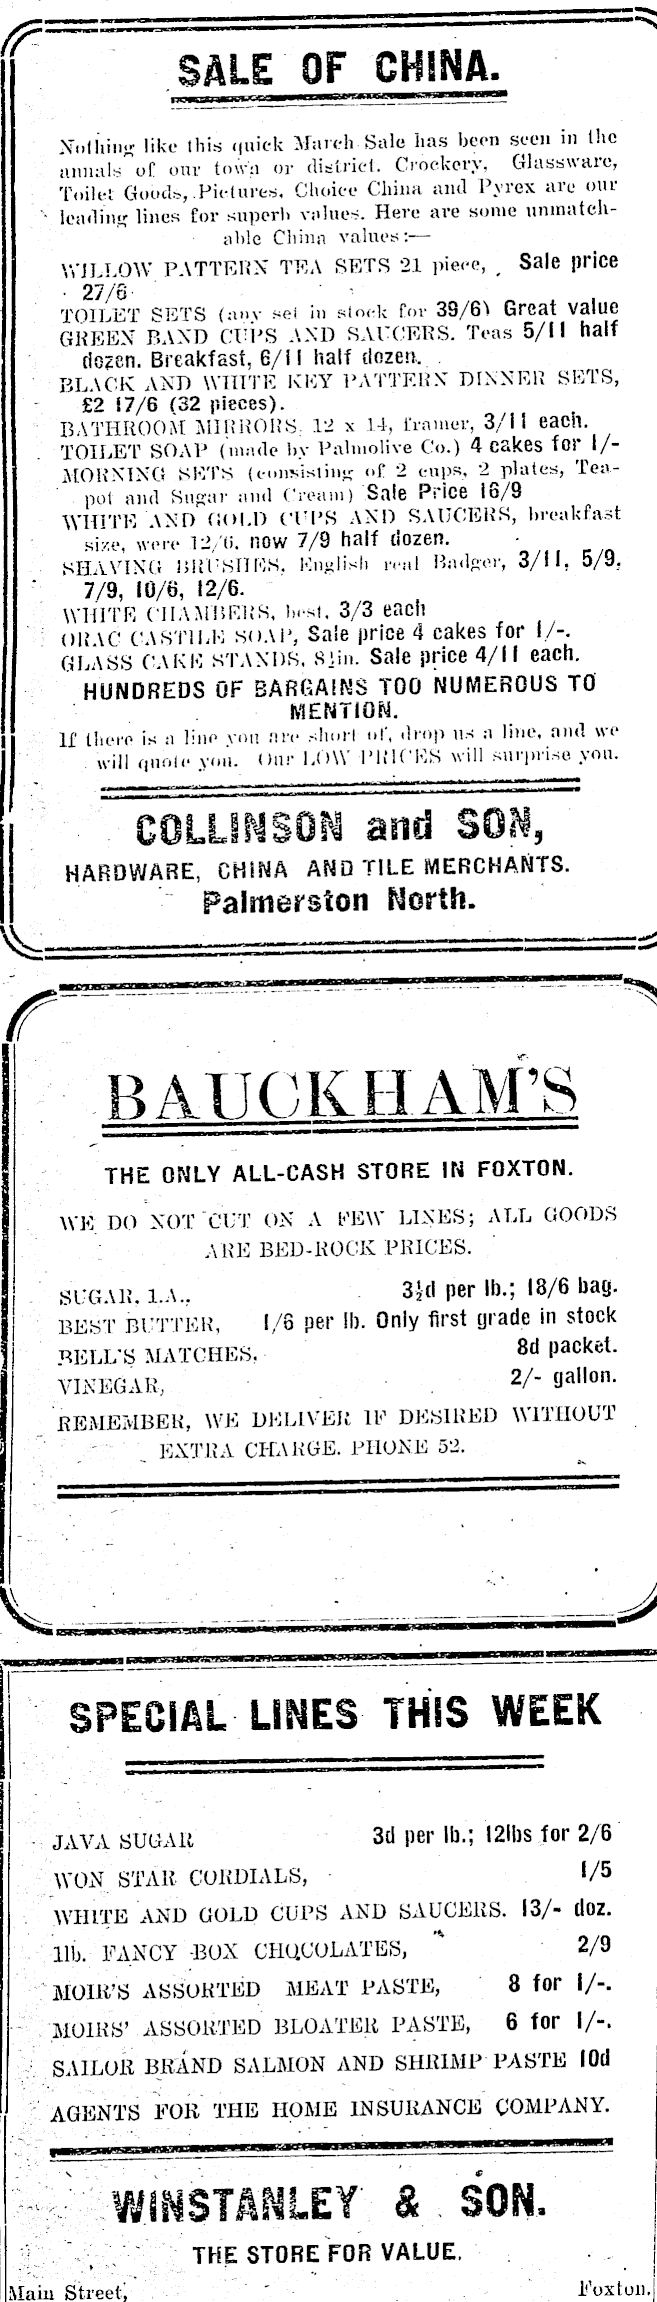 SALE OF CHINA.
Nothing like this quick March Sale has been seen in the
annals of our town or district. Crockery, Glassware,
Toilet Goods, Pictures, Choice China and Pyrex are our
leading lines for superb values. Here are some unmatch-
able China values:—
WILLOW PATTERN TEA SETS 21 piece, Sale price
27/6
TOILET SETS (any set in stock for 39/6) Great value
GREEN BAND CUPS AND SAUCERS. Teas 5/11 half
dozen. Breakfast, 6/11 half dozen.
BLACK AND WHITE KEY PATTERN DINNER SETS,
£2 17/6 (32 pieces).
BATHROOM MIRRORS, 12 x 14, framer, 3/11 each.
TOILET SOAP (made by Palmolive Co.) 4 cakes for 1/-
MORNING SETS (consisting of 2 cups, 2 plates, Tea-
pot and Sugar and Cream) Sale Price 16/9
WHITE AND GOLD CUPS AND SAUCERS, breakfast
size, were 12/6, now 7/9 half dozen.
SHAVING BRUSHES, English real Badger, 3/11, 5/9,
7/9, 10/6, 12/6.
WHITE CHAMBERS, best, 3/3 each
ORAC CASTILE SOAP, Sale price 4 cakes for 1/-.
GLASS CAKE STANDS, 8½in. Sale price 4/11 each.
HUNDREDS OF BARGAINS TOO NUMEROUS TO
MENTION.
If there is a line you are short of, drop us a line, and we
will quote you. Our LOW PRICES will surprise you.
COLLINSON and SON,
HARDWARE, CHINA AND TILE MERCHANTS.
Palmerston North.
BAUCKHAM'S
THE ONLY ALL-CASH STORE IN FOXTON.
WE DO NOT CUT ON A FEW LINES; ALL GOODS
ARE BED-ROCK PRICES.
SUGAR, 1.A., 3½d per lb.; 18/6 bag.
BEST BUTTER, 1/6 per lb. Only first grade in stock
BELL'S MATCHES, 8d packet.
VINEGAR, 2/- gallon.
REMEMBER, WE DELIVER IF DESIRED WITHOUT
EXTRA CHARGE. PHONE 52.
SPECIAL LINES THIS WEEK
JAVA SUGAR 3d per lb.; 12lbs for 2/6
WON STAR CORDIALS, 1/5
WHITE AND GOLD CUPS AND SAUCERS. 13/- doz.
1lb. FANCY BOX CHOCOLATES, 2/9
MOIR'S ASSORTED MEAT PASTE, 8 for 1/-.
MOIRS' ASSORTED BLOATER PASTE, 6 for 1/-.
SAILOR BRAND SALMON AND SHRIMP PASTE 10d
AGENTS FOR THE HOME INSURANCE COMPANY.
WINSTANLEY & SON.
THE STORE FOR VALUE.
Main Street, Foxton.